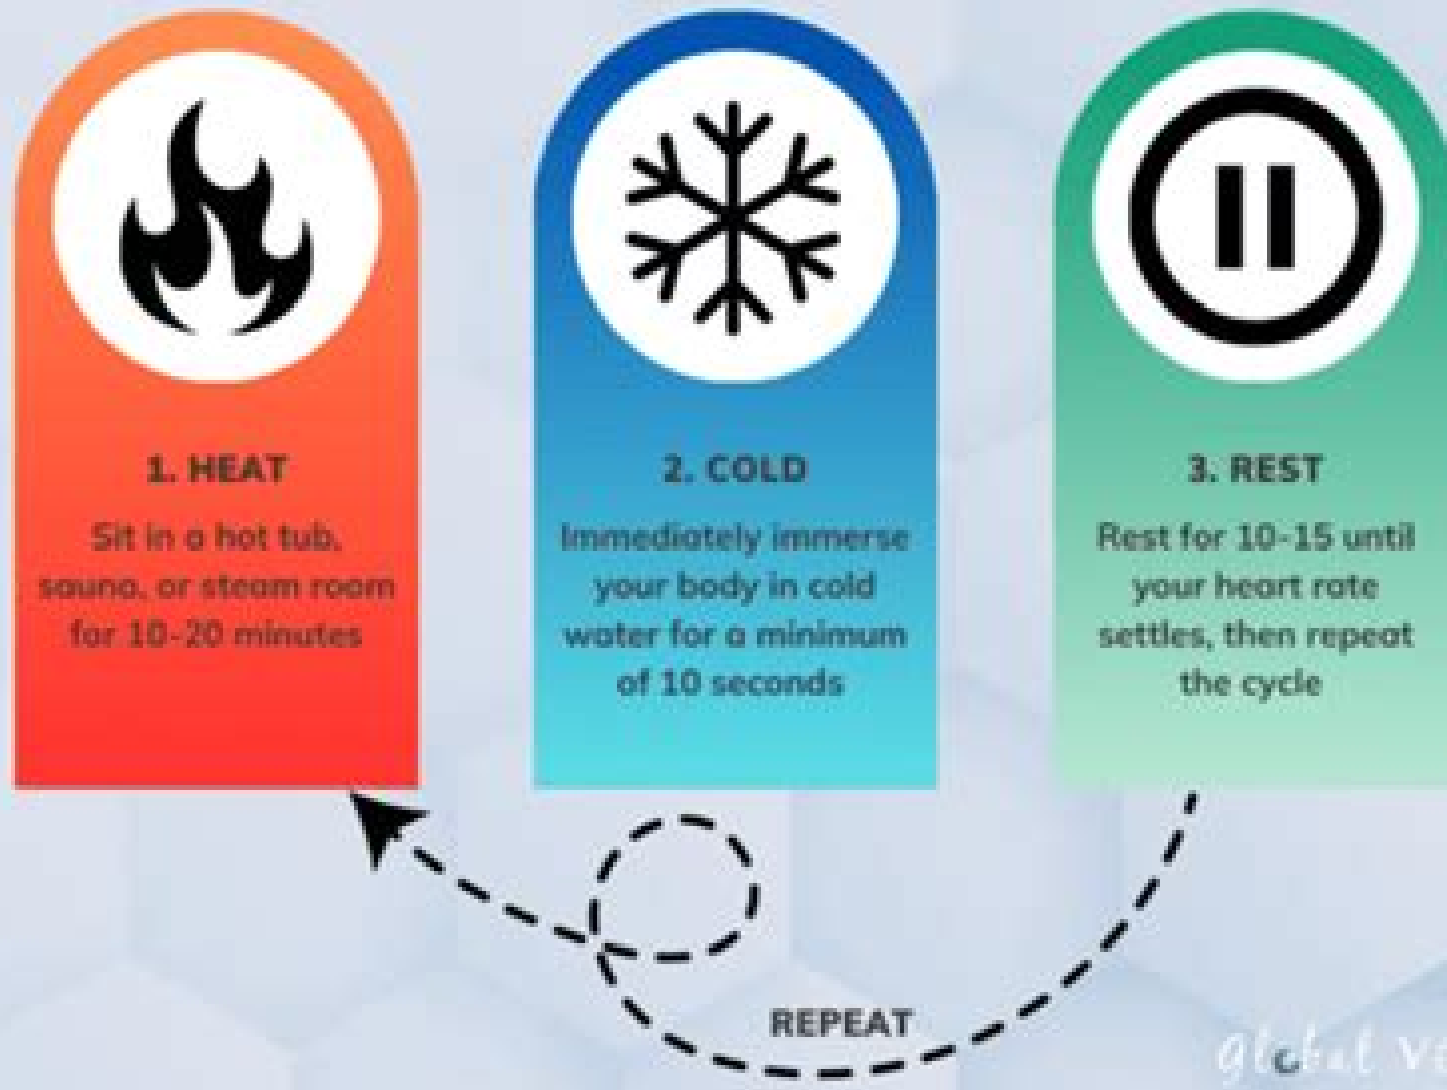 1. HEAT
Sit in a hot tub,
sauna, or steam room
for 10-20 minutes
2. COLD
Immediately immerse
your body in cold
water for a minimum
of 10 seconds
3. REST
Rest for 10-15 until
your heart rate
settles, then repeat
the cycle
REPEAT
global